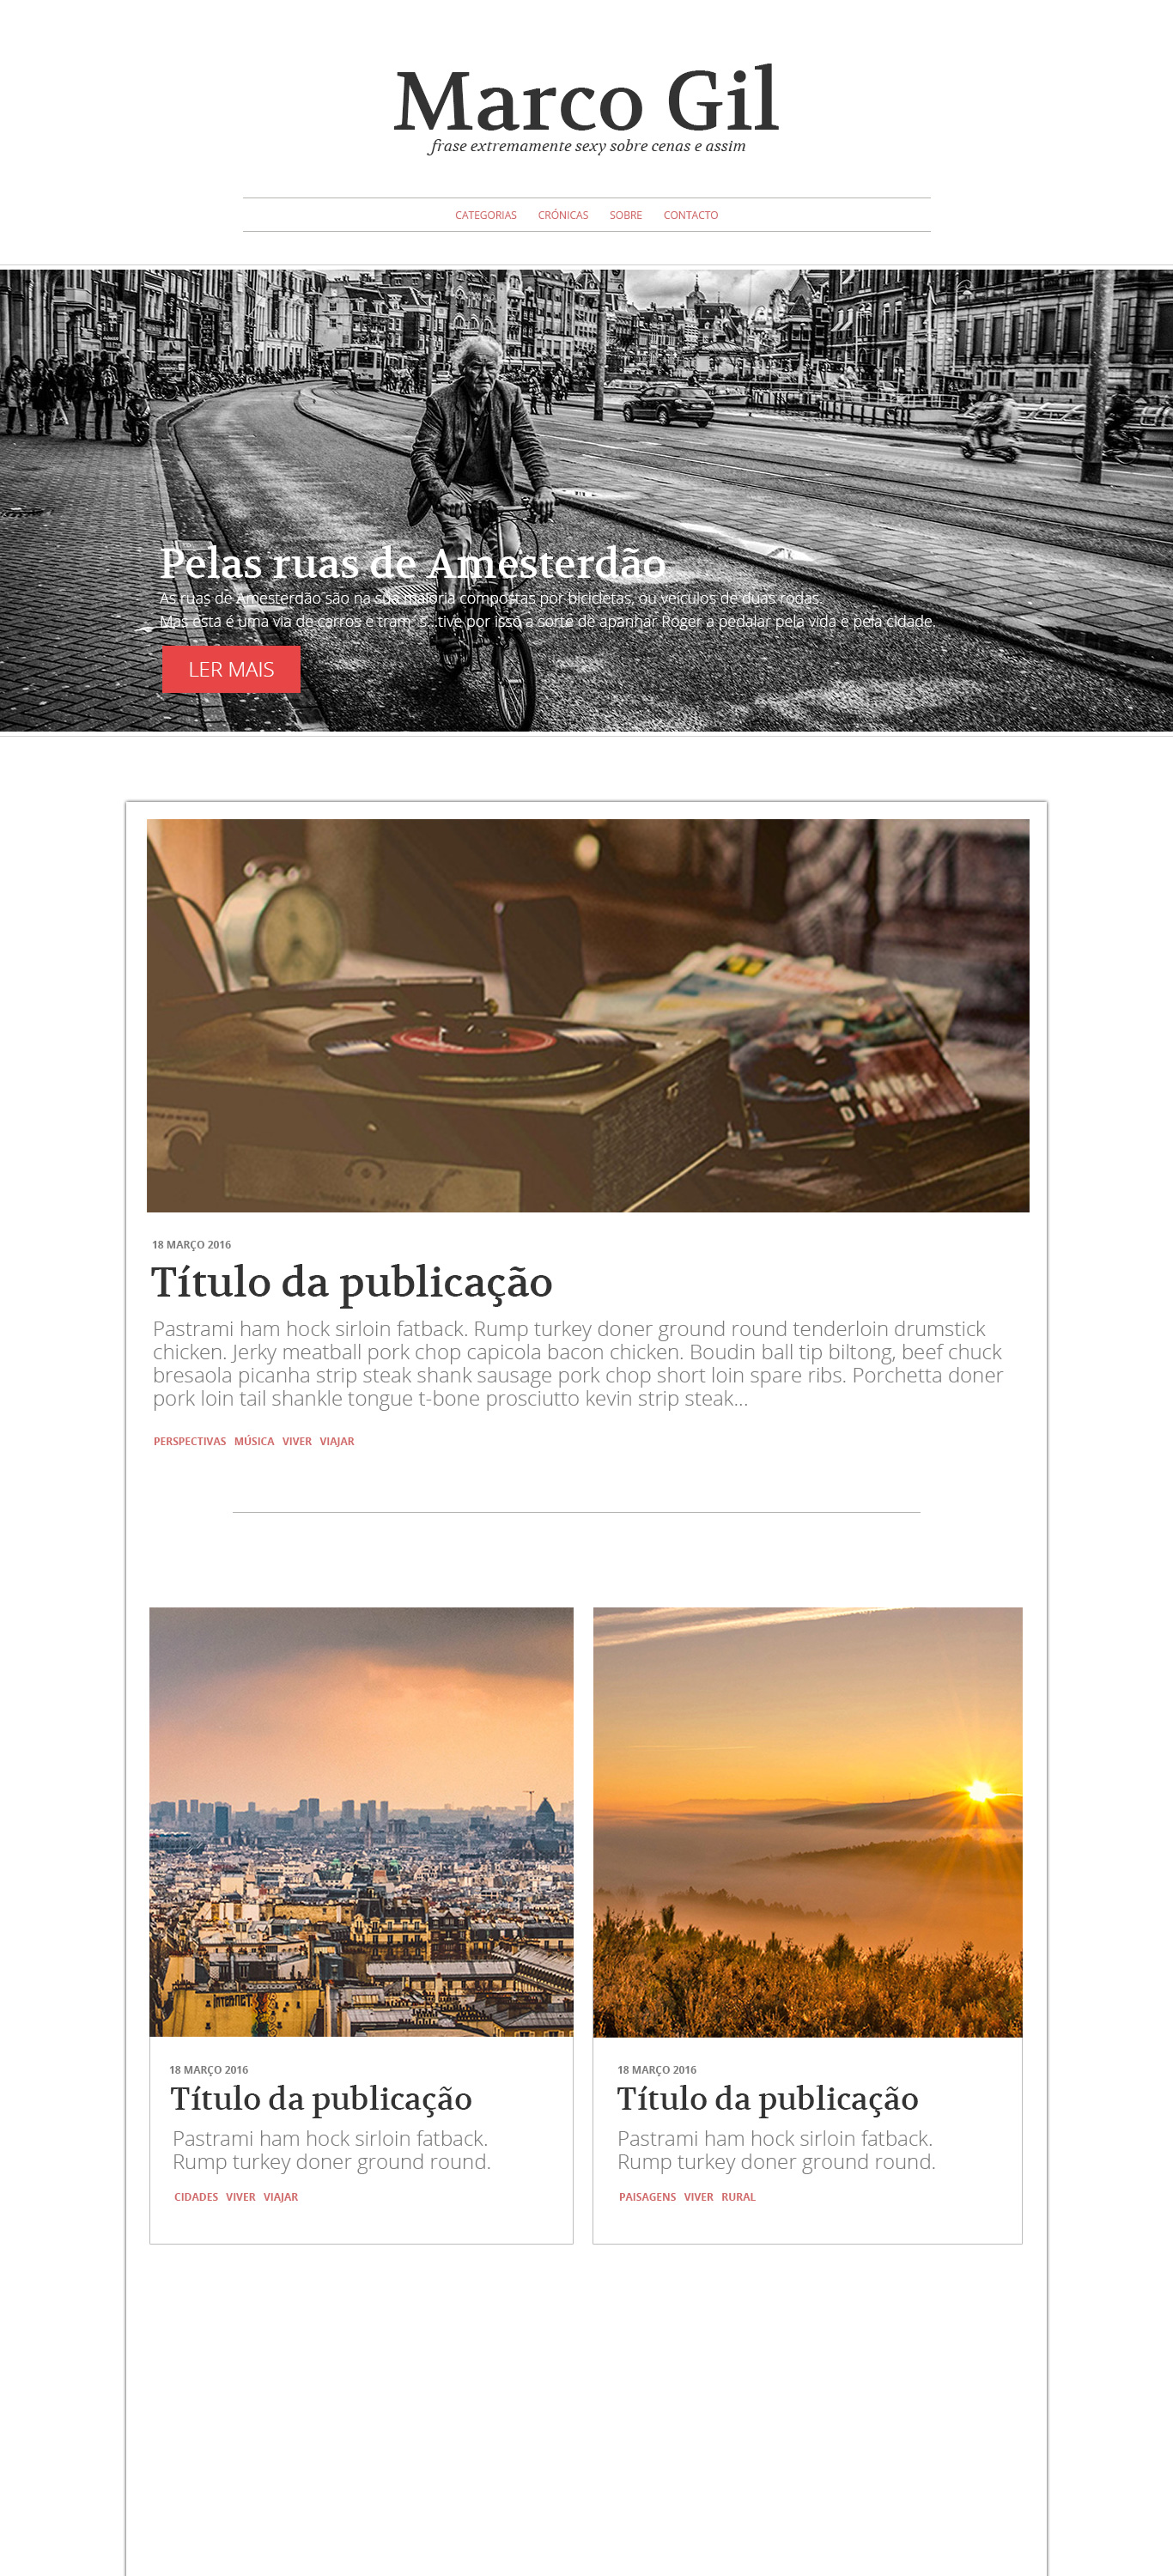 Marco Gil
frase extremamente sexy sobre cenas e assim
CATEGORIAS CRÓNICAS SOBRE CONTACTO
Pelas ruas de Amesterdão
As ruas de Amesterdão são na sua maioria compostas por bicicletas, ou veículos de duas rodas.
Mas esta é uma via de carros e tram´s...tive por isso a sorte de apanhar Roger a pedalar pela vida e pela cidade.
LER MAIS
MANUEL
DIAS
18 MARÇO 2016
Título da publicação
Pastrami ham hock sirloin fatback. Rump turkey doner ground round tenderloin drumstick
chicken. Jerky meatball pork chop capicola bacon chicken. Boudin ball tip biltong, beef chuck
bresaola picanha strip steak shank sausage pork chop short loin spare ribs. Porchetta doner
pork loin tail shankle tongue t-bone prosciutto kevin strip steak...
PERSPECTIVAS MÚSICA VIVER VIAJAR
18 MARÇO 2016
Título da publicação
Pastrami ham hock sirloin fatback.
Rump turkey doner ground round.
CIDADES VIVER VIAJAR
18 MARÇO 2016
Título da publicação
Pastrami ham hock sirloin fatback.
Rump turkey doner ground round.
PAISAGENS VIVER RURAL